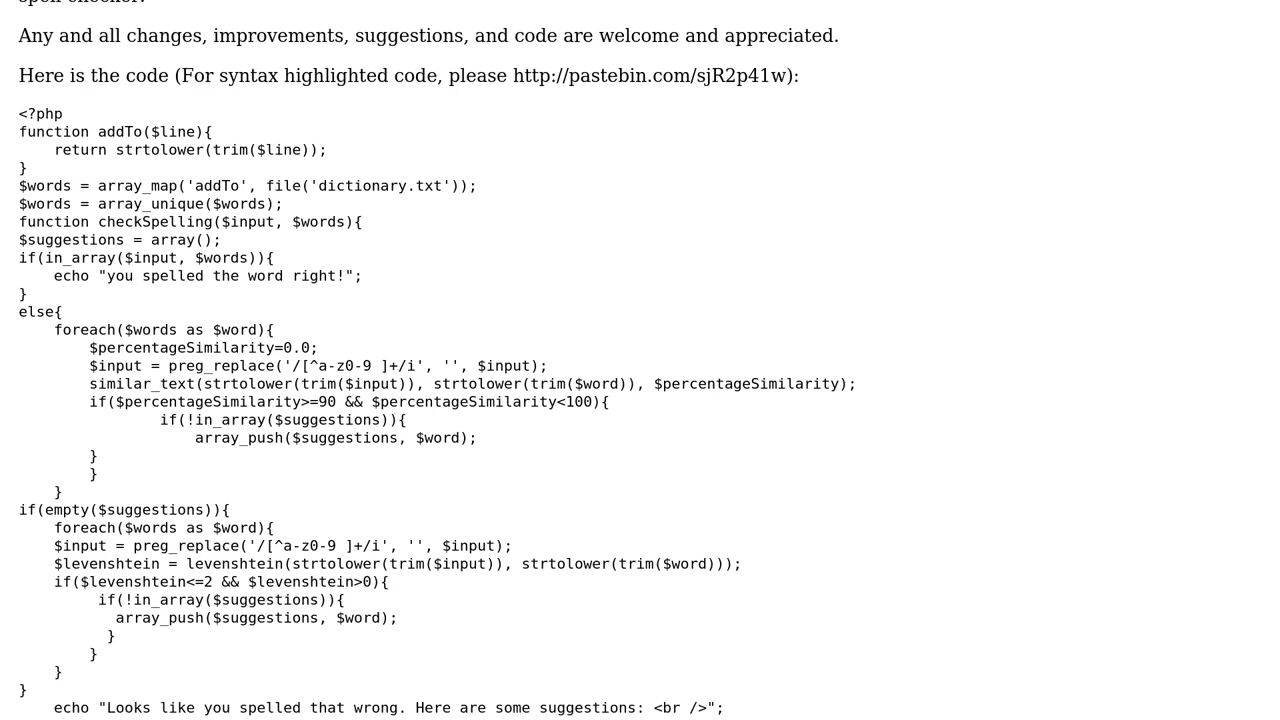 spell checker.
Any and all changes, improvements, suggestions, and code are welcome and appreciated.
Here is the code (For syntax highlighted code, please http://pastebin.com/sjR2p41w):
<?php
function addTo($line){
    return strtolower(trim($line));
}
$words = array_map('addTo', file('dictionary.txt'));
$words = array_unique($words);
function checkSpelling($input, $words){
$suggestions = array();
if(in_array($input, $words)){
    echo "you spelled the word right!";
}
else{
    foreach($words as $word){
        $percentageSimilarity=0.0;
        $input = preg_replace('/[^a-z0-9 ]+/i', '', $input);
        similar_text(strtolower(trim($input)), strtolower(trim($word)), $percentageSimilarity);
        if($percentageSimilarity>=90 && $percentageSimilarity<100){
                if(!in_array($suggestions)){
                    array_push($suggestions, $word);
        }
        }
    }
if(empty($suggestions)){
    foreach($words as $word){
    $input = preg_replace('/[^a-z0-9 ]+/i', '', $input);
    $levenshtein = levenshtein(strtolower(trim($input)), strtolower(trim($word)));
    if($levenshtein<=2 && $levenshtein>0){
         if(!in_array($suggestions)){
           array_push($suggestions, $word);
          }
        }
    }
}
    echo "Looks like you spelled that wrong. Here are some suggestions: <br />";